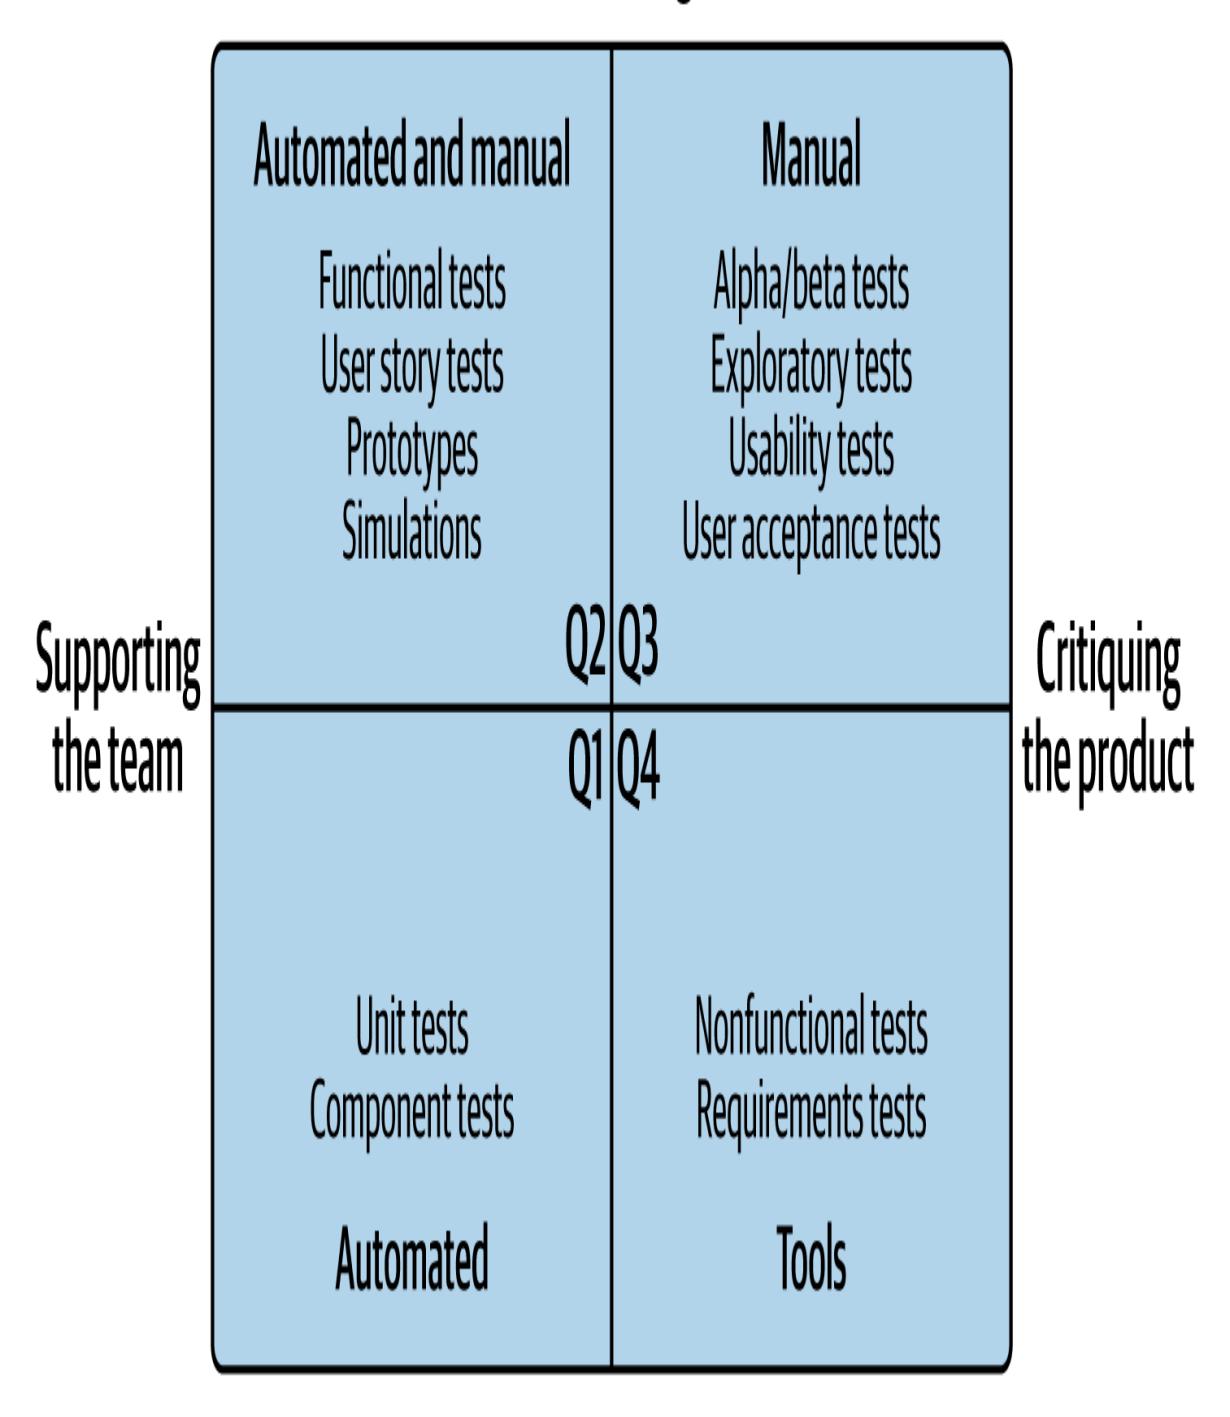 Automated and manual
Functional tests
User story tests
Prototypes
Simulations
Q2
Manual
Alpha/beta tests
Exploratory tests
Usability tests
User acceptance tests
Q3
Supporting
the team
Critiquing
the product
Q1
Unit tests
Component tests
Automated
Q4
Nonfunctional tests
Requirements tests
Tools